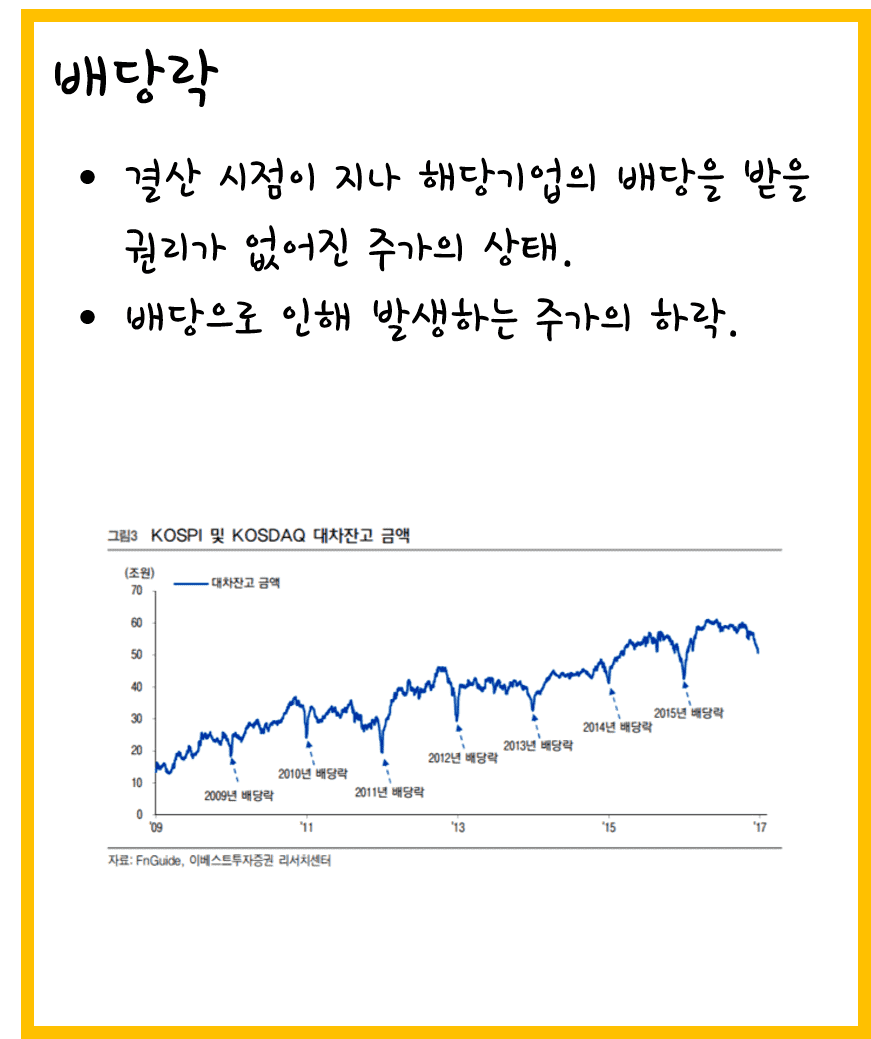 배당락
• 결산 시점이 지나 해당기업의 배당을 받을
권리가 없어진 주가의 상태.
• 배당으로 인해 발생하는 주가의 하락.
그림3 KOSPI 및 KOSDAQ 대차잔고 금액
(조원)
대차잔고 금액
70
60
50
40
30
20
10
0
2009년 배당락
2010년 배당락
2011년 배당락
2012년 배당락
2013년 배당락
2014년 배당락
2015년 배당락
'09 '11 '13 '15 '17
자료: FnGuide, 이베스트투자증권 리서치센터